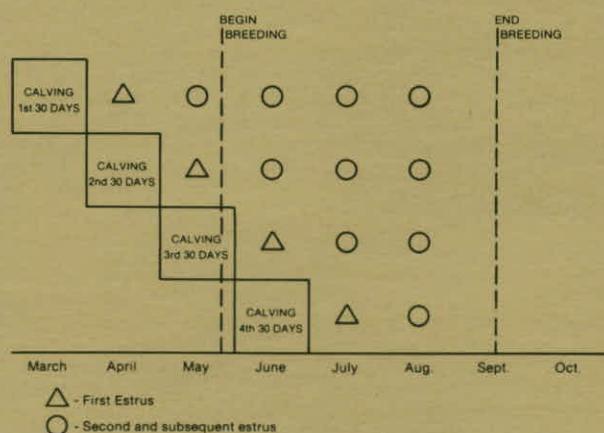 BEGIN
BREEDING
END
BREEDING
CALVING
1st 30 DAYS
CALVING
2nd 30 DAYS
CALVING
3rd 30 DAYS
CALVING
4th 30 DAYS
March April May June July Aug. Sept. Oct.
- First Estrus
- Second and subsequent estrus